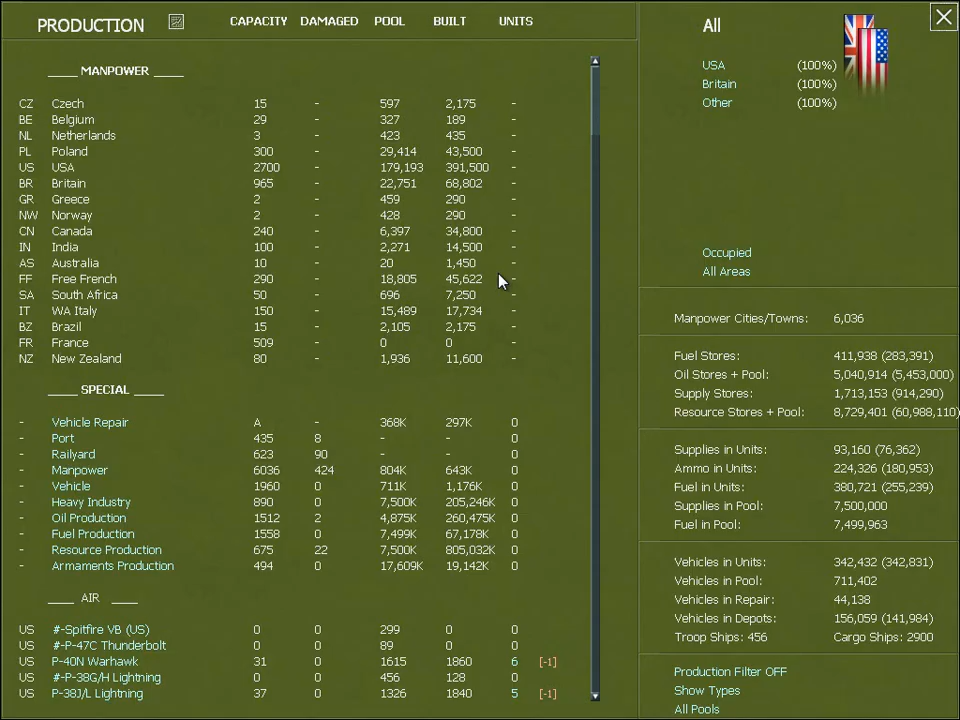 PRODUCTION CAPACITY DAMAGED POOL BUILT UNITS
____ MANPOWER ____
CZ Czech 15 - 597 2,175 -
BE Belgium 29 - 327 189 -
NL Netherlands 3 - 423 435 -
PL Poland 300 - 29,414 43,500 -
US USA 2700 - 179,193 391,500 -
BR Britain 965 - 22,751 68,802 -
GR Greece 2 - 459 290 -
NW Norway 2 - 428 290 -
CN Canada 240 - 6,397 34,800 -
IN India 100 - 2,271 14,500 -
AS Australia 10 - 20 1,450 -
FF Free French 290 - 18,805 45,622 -
SA South Africa 50 - 696 7,250 -
IT WA Italy 150 - 15,489 17,734 -
BZ Brazil 15 - 2,105 2,175 -
FR France 509 - 0 0 -
NZ New Zealand 80 - 1,936 11,600 -
____ SPECIAL ____
- Vehicle Repair A - 368K 297K 0
- Port 435 8 - - 0
- Railyard 623 90 - - 0
- Manpower 6036 424 804K 643K 0
- Vehicle 1960 0 711K 1,176K 0
- Heavy Industry 890 0 7,500K 205,246K 0
- Oil Production 1512 2 4,875K 260,475K 0
- Fuel Production 1558 0 7,499K 67,178K 0
- Resource Production 675 22 7,500K 805,032K 0
- Armaments Production 494 0 17,609K 19,142K 0
____ AIR ____
US #-Spitfire VB (US) 0 0 299 0 0
US #-P-47C Thunderbolt 0 0 89 0 0
US P-40N Warhawk 31 0 1615 1860 6 [-1]
US #-P-38G/H Lightning 0 0 456 128 0
US P-38J/L Lightning 37 0 1326 1840 5 [-1]
All
USA (100%)
Britain (100%)
Other (100%)
Occupied
All Areas
Manpower Cities/Towns: 6,036
Fuel Stores: 411,938 (283,391)
Oil Stores + Pool: 5,040,914 (5,453,000)
Supply Stores: 1,713,153 (914,290)
Resource Stores + Pool: 8,729,401 (60,988,110)
Supplies in Units: 93,160 (76,362)
Ammo in Units: 224,326 (180,953)
Fuel in Units: 380,721 (255,239)
Supplies in Pool: 7,500,000
Fuel in Pool: 7,499,963
Vehicles in Units: 342,432 (342,831)
Vehicles in Pool: 711,402
Vehicles in Repair: 44,138
Vehicles in Depots: 156,059 (141,984)
Troop Ships: 456 Cargo Ships: 2900
Production Filter OFF
Show Types
All Pools